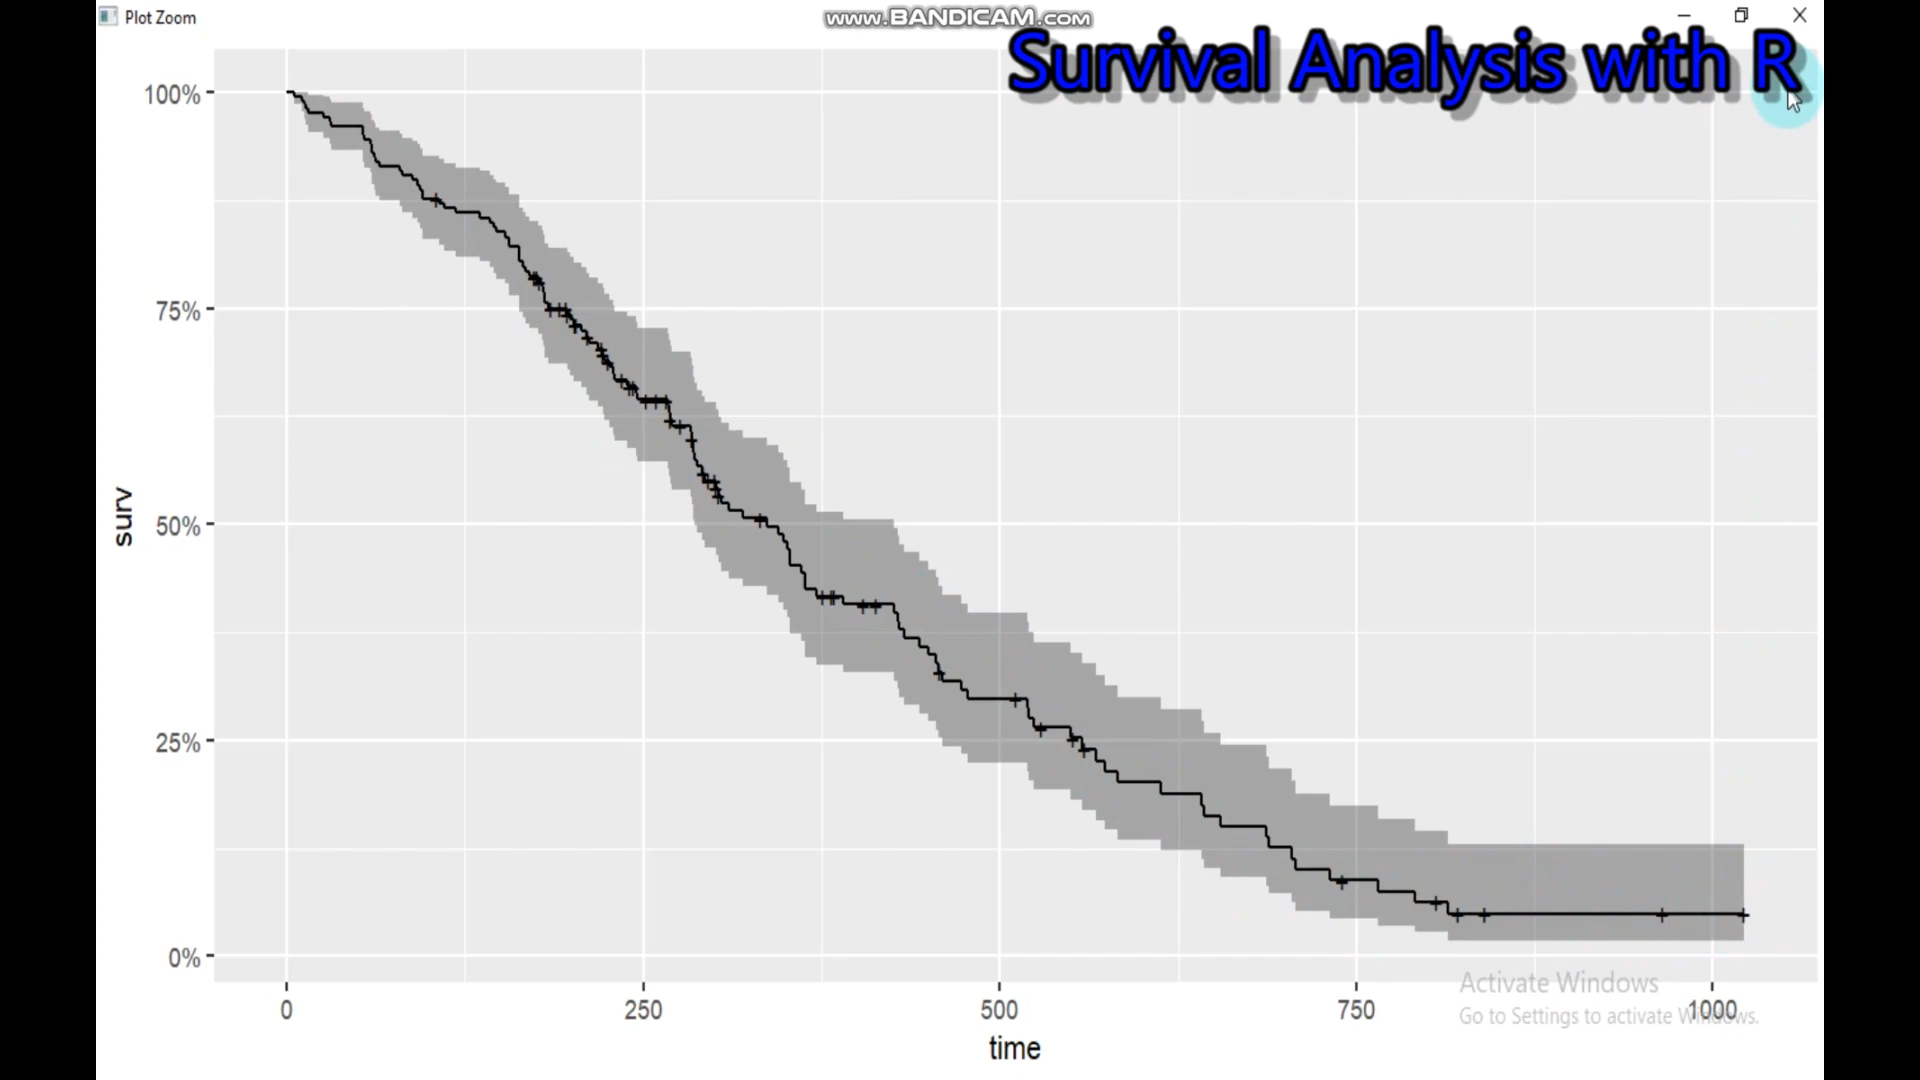 Plot Zoom
www.BANDICAM.com
Survival Analysis with R
100%
75%
50%
25%
0%
surv
0
250
500
750
1000
time
Activate Windows
Go to Settings to activate Windows.